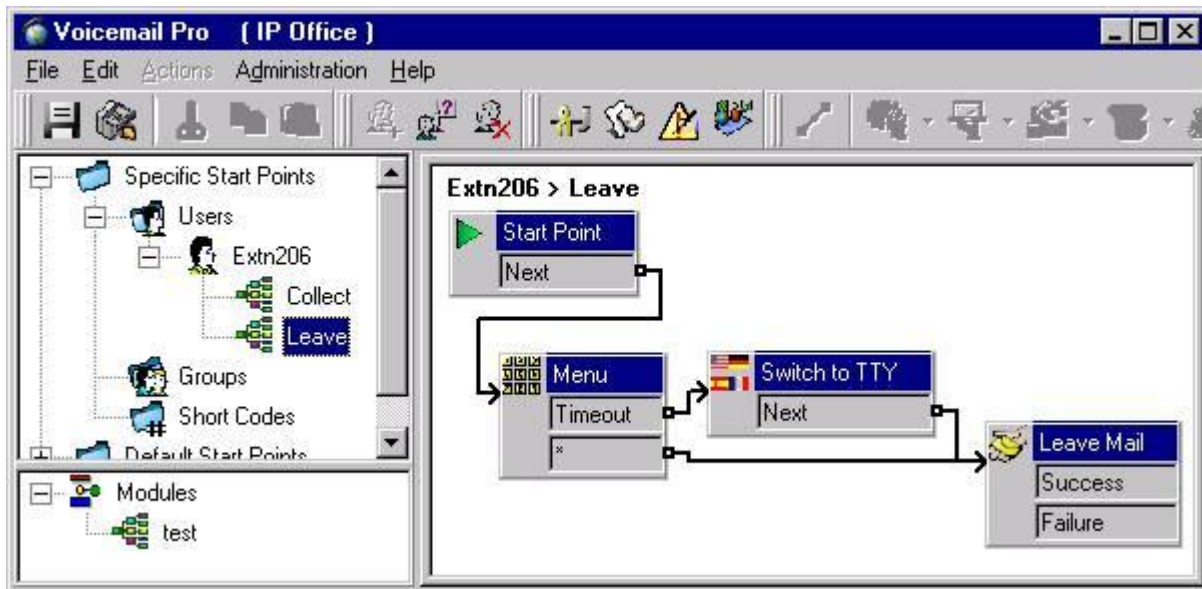 Voicemail Pro ( IP Office )
File Edit Actions Administration Help
Specific Start Points
Users
Extn206
Collect
Leave
Groups
Short Codes
Default Start Points
Modules
test
Extn206 > Leave
Start Point
Next
Menu
Timeout
*
Switch to TTY
Next
Leave Mail
Success
Failure